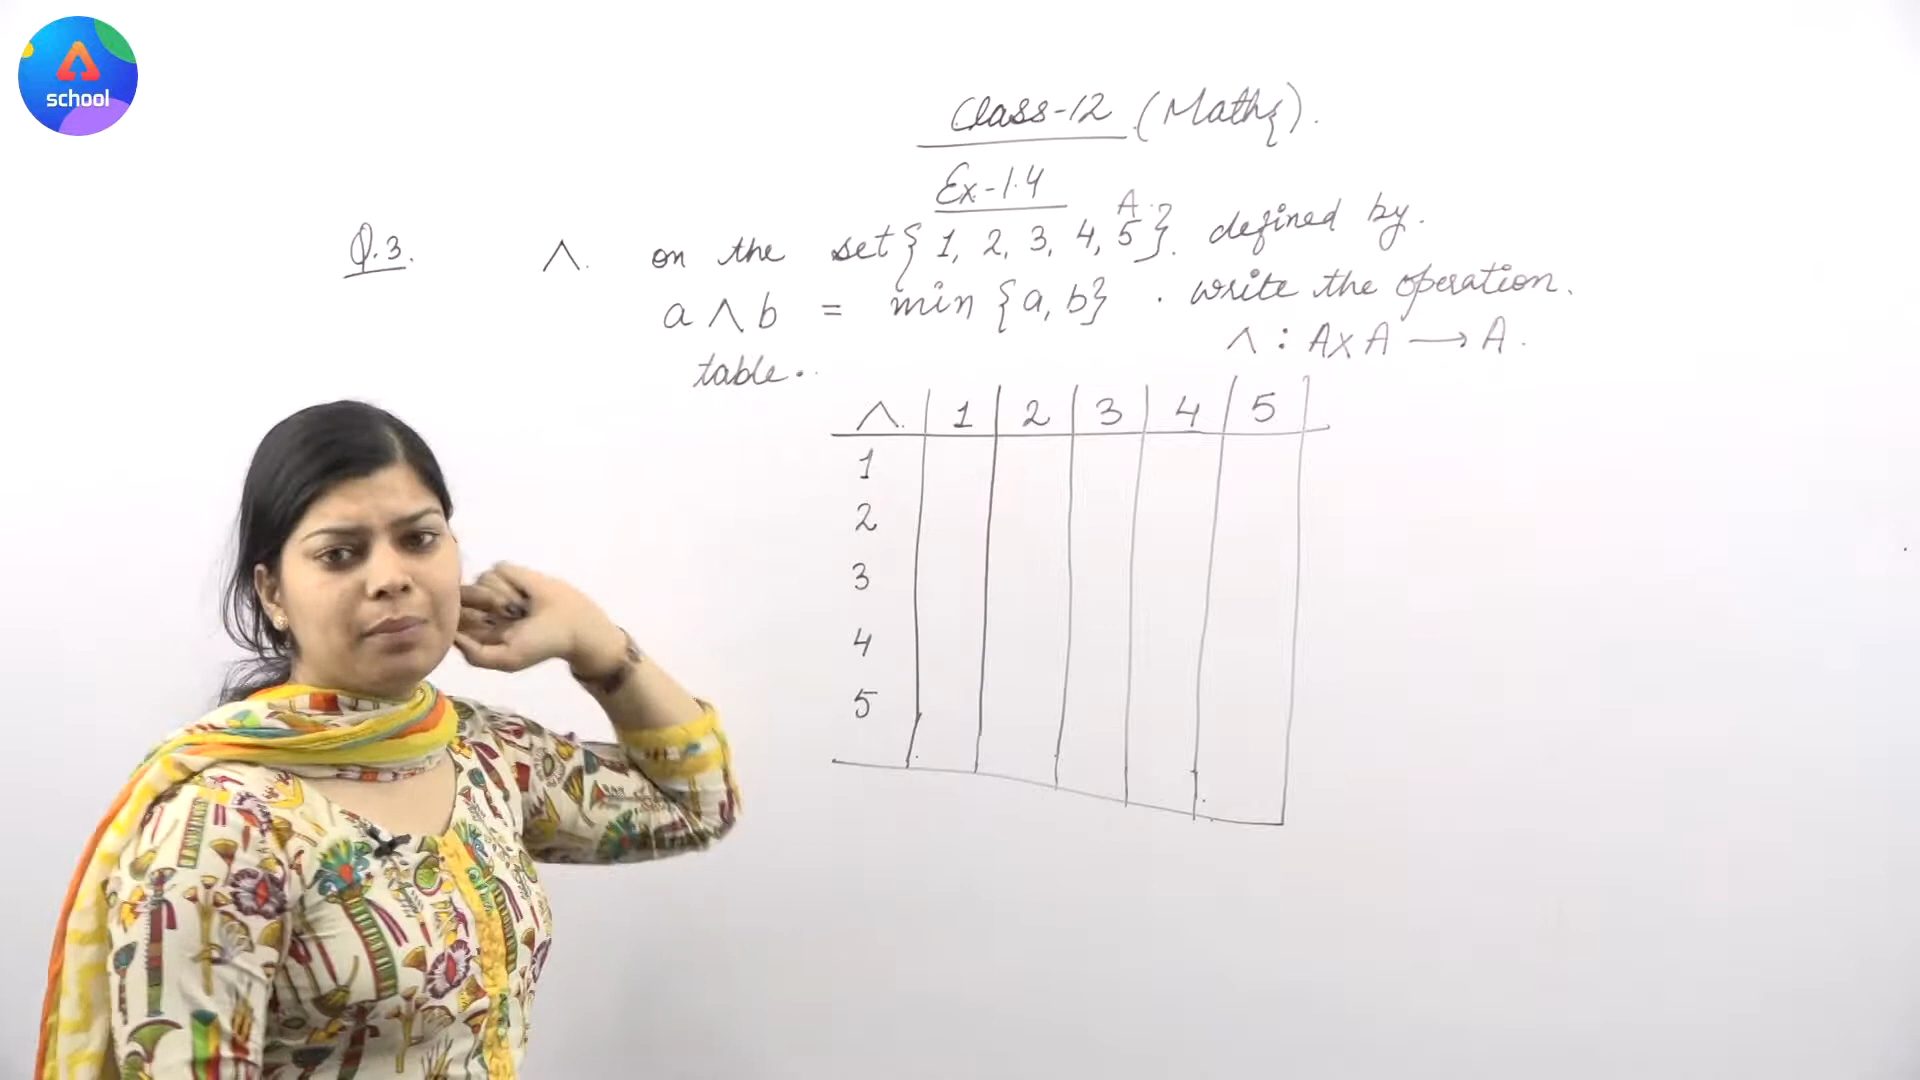 school
Class-12 (Maths).
Ex-1.4
A
Q.3. ∧. on the set {1, 2, 3, 4, 5}. defined by.
a ∧ b = min {a, b} . write the operation.
table..
∧ : A×A → A.
∧. 1 2 3 4 5
1
2
3
4
5